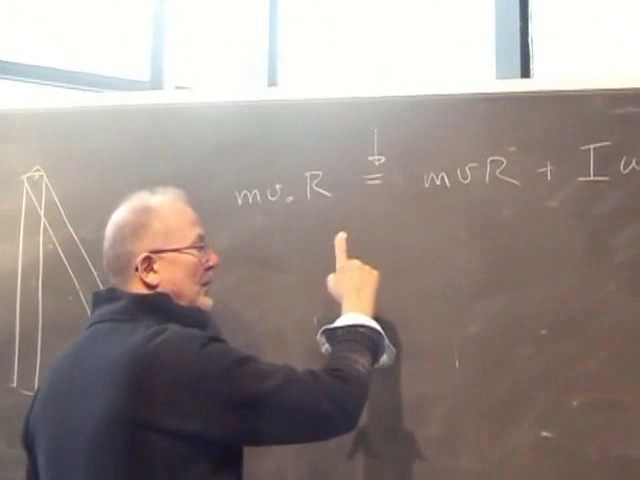 mv₀R = mvR + Iω